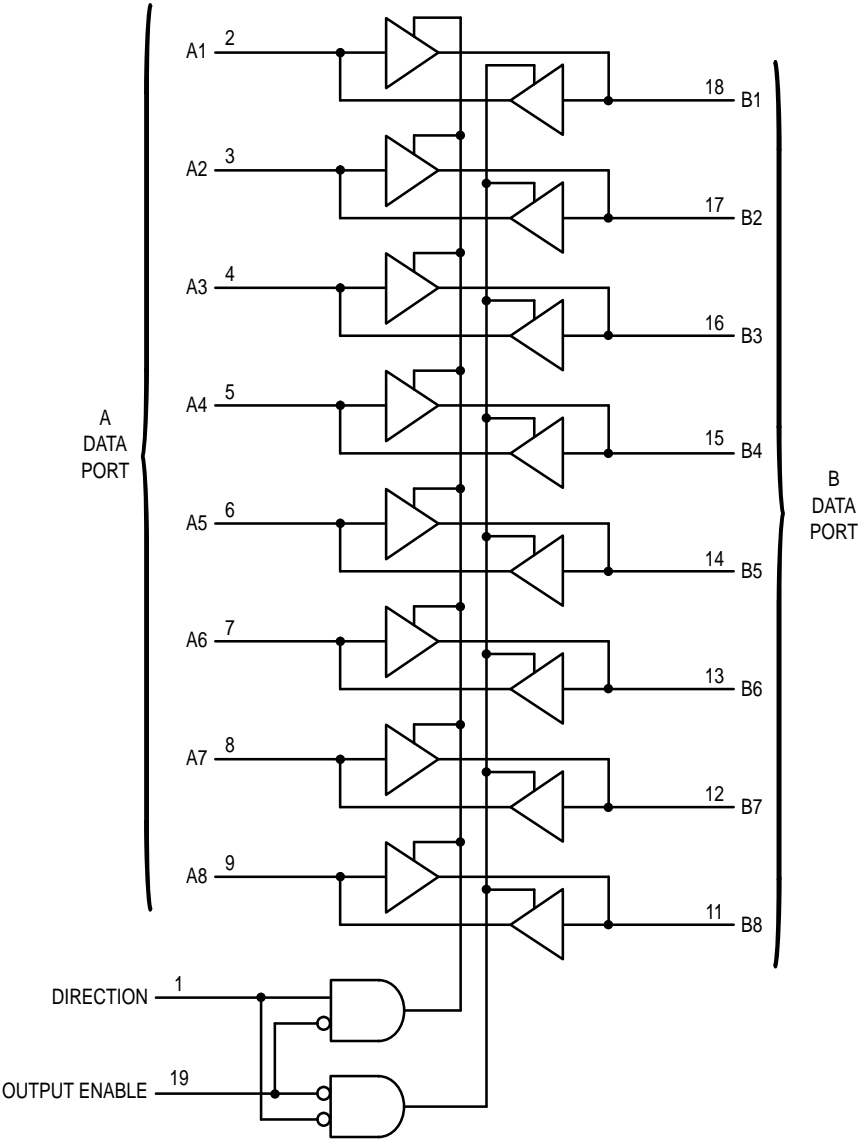 A1 2
18 B1
A2 3
17 B2
A3 4
16 B3
A4 5
15 B4
A
DATA
PORT
A5 6
14 B5
B
DATA
PORT
A6 7
13 B6
A7 8
12 B7
A8 9
11 B8
DIRECTION 1
OUTPUT ENABLE 19